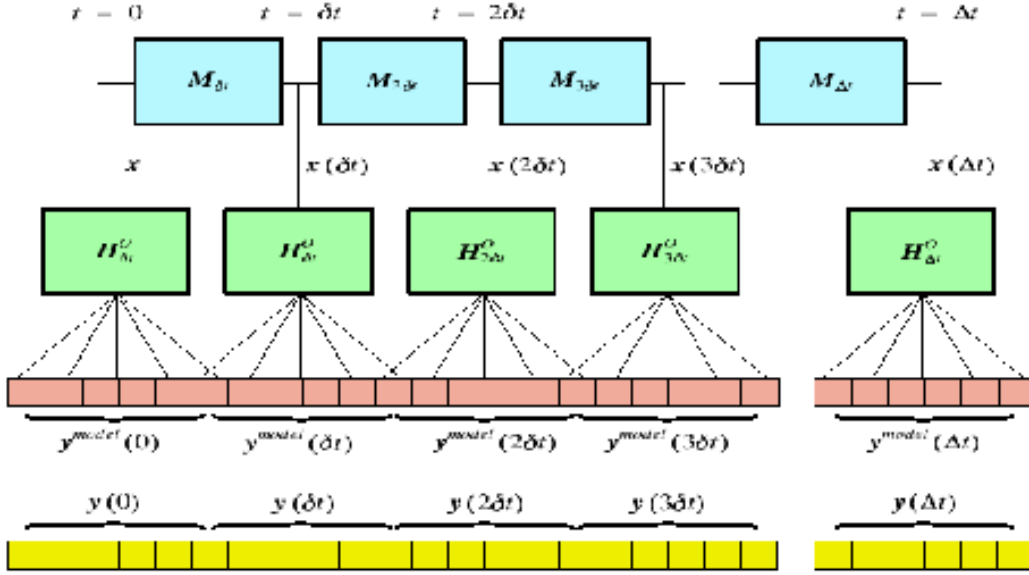 t = 0 t = δt t = 2δt t = Δt
M_δt M_2δt M_3δt M_Δt
x x(δt) x(2δt) x(3δt) x(Δt)
H^O_δt H^O_δt H^O_2δt H^O_3δt H^O_Δt
y^model(0) y^model(δt) y^model(2δt) y^model(3δt) y^model(Δt)
y(0) y(δt) y(2δt) y(3δt) y(Δt)